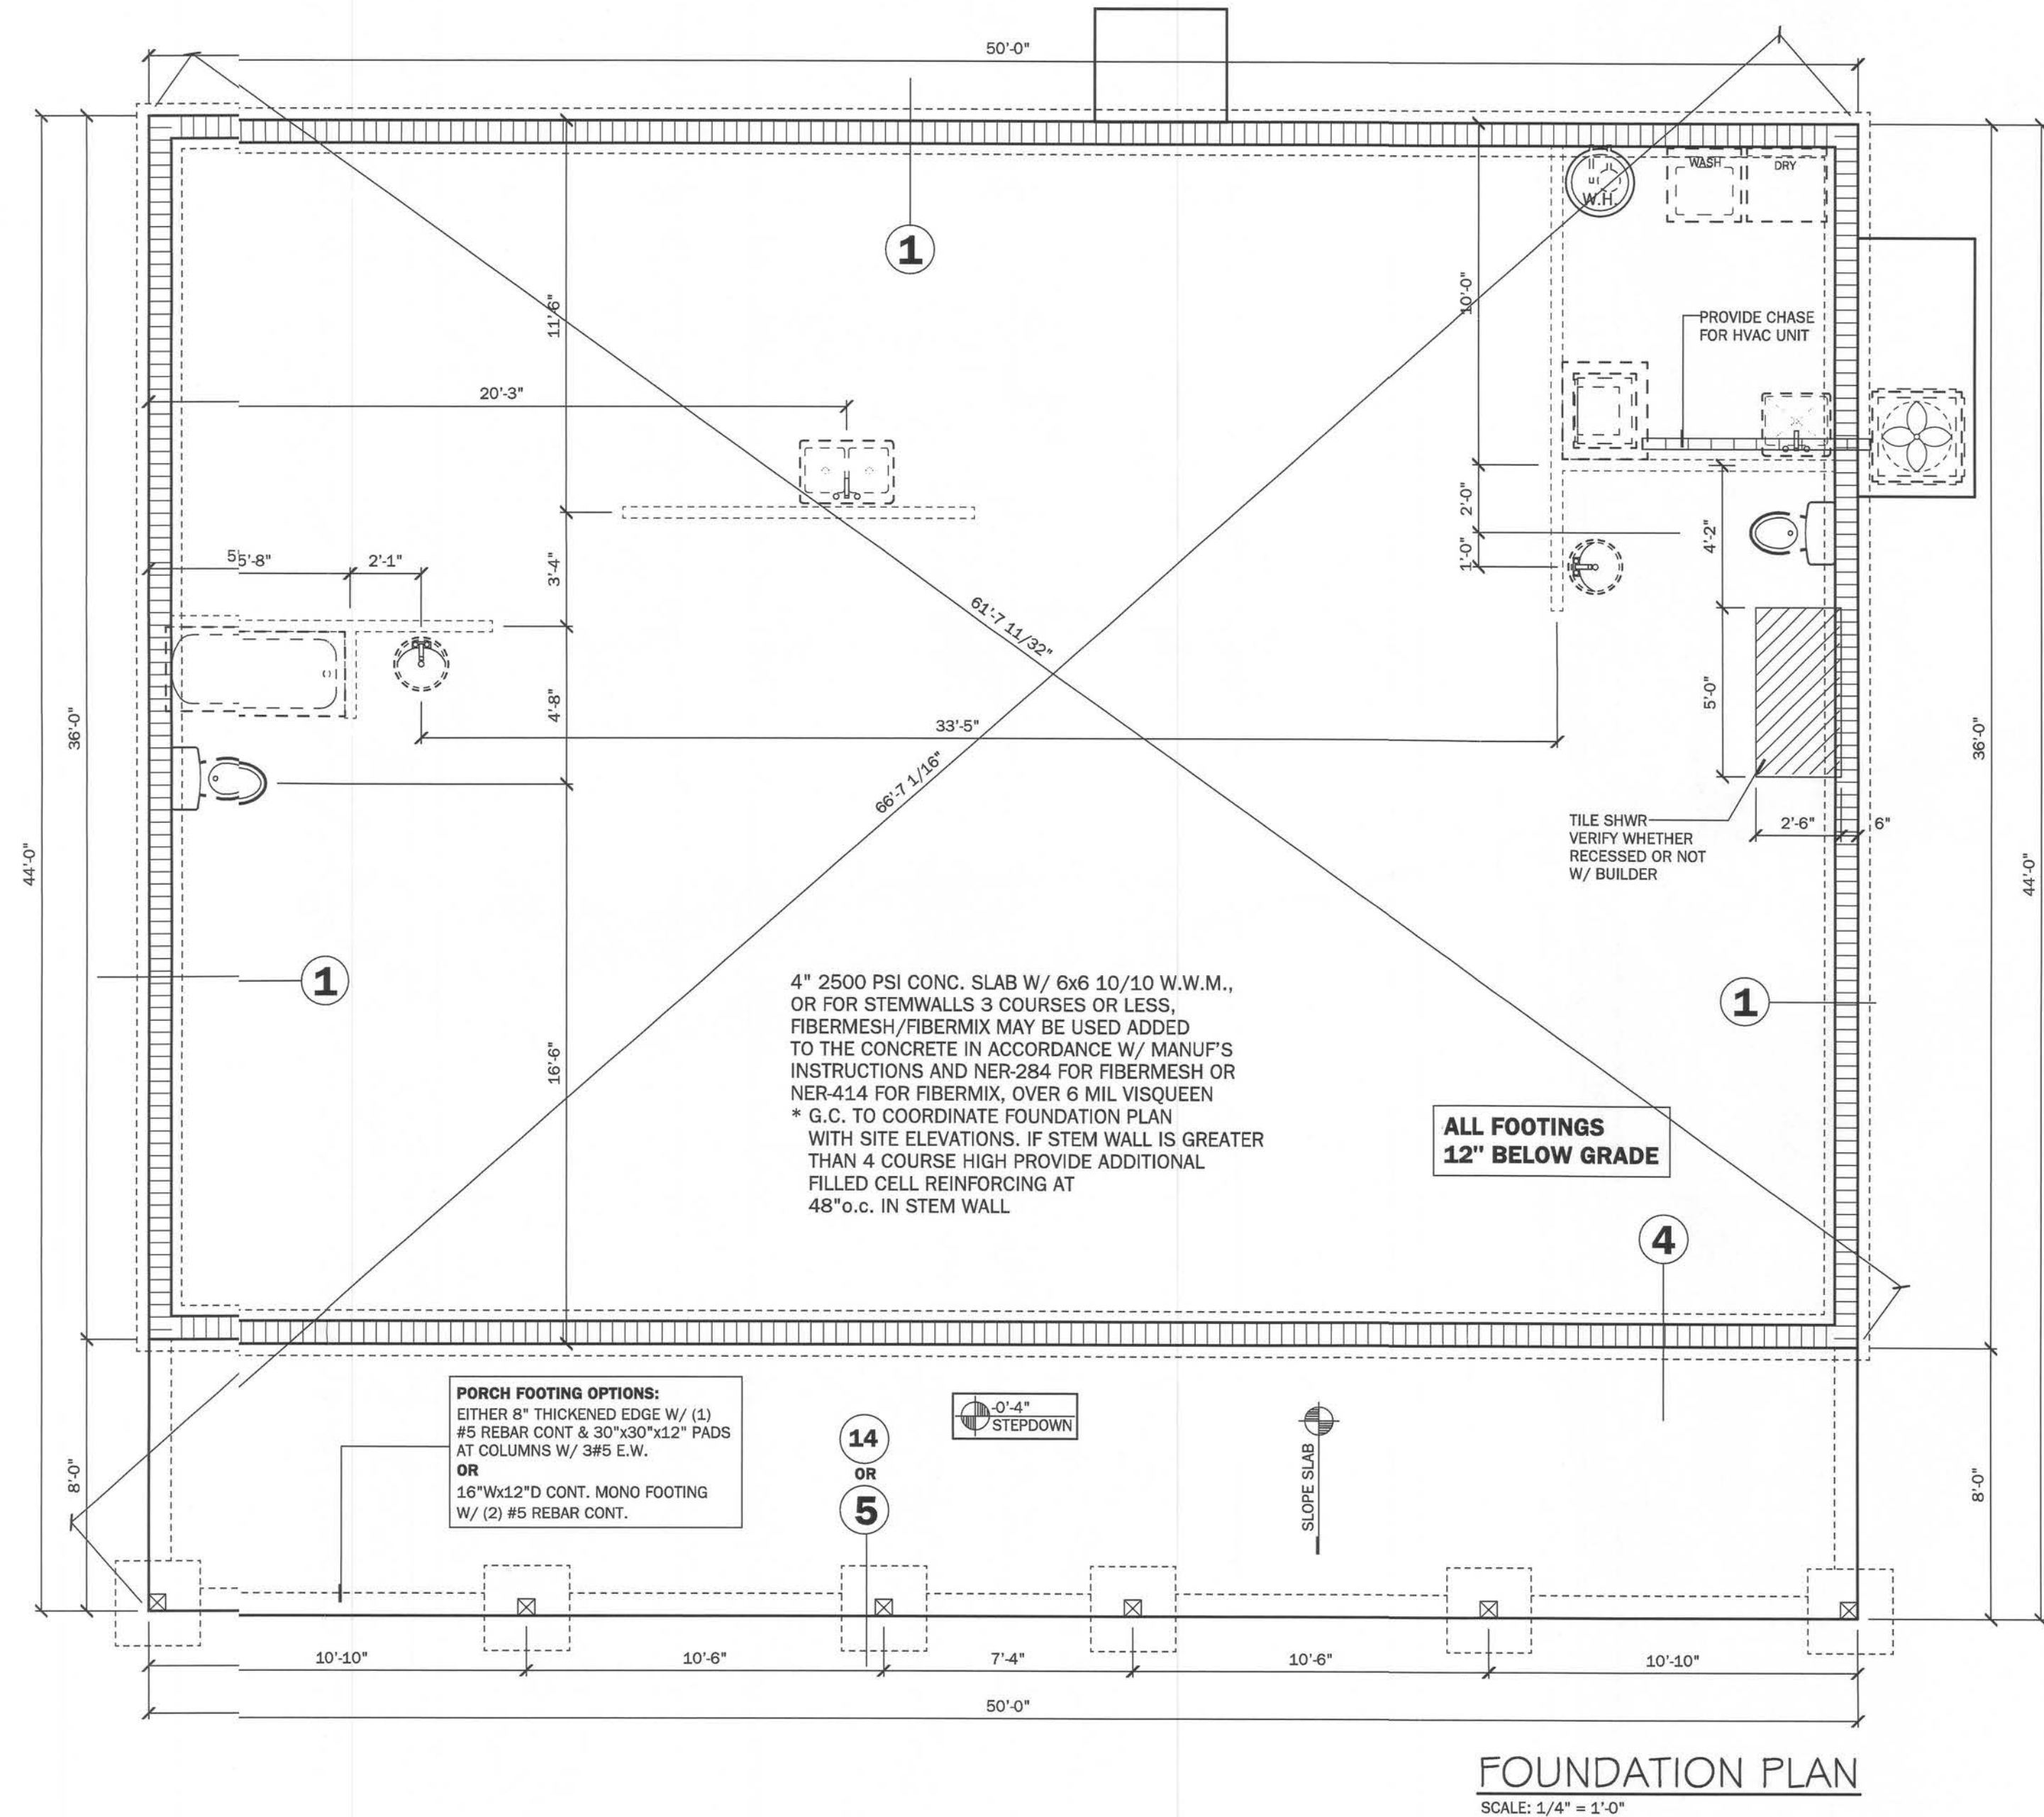 50'-0"
1
WASH
DRY
W.H.
11'-6"
10'-0"
PROVIDE CHASE
FOR HVAC UNIT
20'-3"
2'-0"
4'-2"
1'-0"
5'-8"
2'-1"
3'-4"
61'-7 11/32"
4'-8"
5'-0"
36'-0"
33'-5"
36'-0"
66'-7 1/16"
TILE SHWR
VERIFY WHETHER
RECESSED OR NOT
W/ BUILDER
2'-6"
6"
44'-0"
44'-0"
1
1
4" 2500 PSI CONC. SLAB W/ 6x6 10/10 W.W.M.,
OR FOR STEMWALLS 3 COURSES OR LESS,
FIBERMESH/FIBERMIX MAY BE USED ADDED
TO THE CONCRETE IN ACCORDANCE W/ MANUF'S
INSTRUCTIONS AND NER-284 FOR FIBERMESH OR
NER-414 FOR FIBERMIX, OVER 6 MIL VISQUEEN
* G.C. TO COORDINATE FOUNDATION PLAN
WITH SITE ELEVATIONS. IF STEM WALL IS GREATER
THAN 4 COURSE HIGH PROVIDE ADDITIONAL
FILLED CELL REINFORCING AT
48"o.c. IN STEM WALL
16'-6"
ALL FOOTINGS
12" BELOW GRADE
4
PORCH FOOTING OPTIONS:
EITHER 8" THICKENED EDGE W/ (1)
#5 REBAR CONT & 30"x30"x12" PADS
AT COLUMNS W/ 3#5 E.W.
OR
16"Wx12"D CONT. MONO FOOTING
W/ (2) #5 REBAR CONT.
-0'-4"
STEPDOWN
14
OR
5
SLOPE SLAB
8'-0"
8'-0"
10'-10"
10'-6"
7'-4"
10'-6"
10'-10"
50'-0"
FOUNDATION PLAN
SCALE: 1/4" = 1'-0"